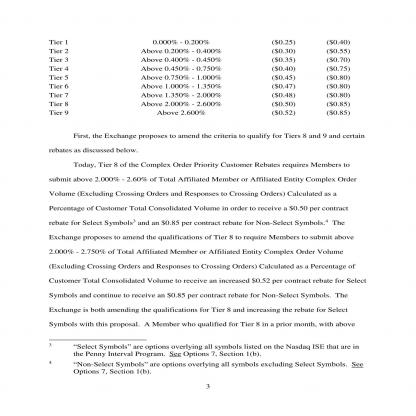 Tier 1 0.000% - 0.200% ($0.25) ($0.40)
Tier 2 Above 0.200% - 0.400% ($0.30) ($0.55)
Tier 3 Above 0.400% - 0.450% ($0.35) ($0.70)
Tier 4 Above 0.450% - 0.750% ($0.40) ($0.75)
Tier 5 Above 0.750% - 1.000% ($0.45) ($0.80)
Tier 6 Above 1.000% - 1.350% ($0.47) ($0.80)
Tier 7 Above 1.350% - 2.000% ($0.48) ($0.80)
Tier 8 Above 2.000% - 2.600% ($0.50) ($0.85)
Tier 9 Above 2.600% ($0.52) ($0.85)
First, the Exchange proposes to amend the criteria to qualify for Tiers 8 and 9 and certain
rebates as discussed below.
Today, Tier 8 of the Complex Order Priority Customer Rebates requires Members to
submit above 2.000% - 2.60% of Total Affiliated Member or Affiliated Entity Complex Order
Volume (Excluding Crossing Orders and Responses to Crossing Orders) Calculated as a
Percentage of Customer Total Consolidated Volume in order to receive a $0.50 per contract
rebate for Select Symbols3 and an $0.85 per contract rebate for Non-Select Symbols.4 The
Exchange proposes to amend the qualifications of Tier 8 to require Members to submit above
2.000% - 2.750% of Total Affiliated Member or Affiliated Entity Complex Order Volume
(Excluding Crossing Orders and Responses to Crossing Orders) Calculated as a Percentage of
Customer Total Consolidated Volume to receive an increased $0.52 per contract rebate for Select
Symbols and continue to receive an $0.85 per contract rebate for Non-Select Symbols. The
Exchange is both amending the qualifications for Tier 8 and increasing the rebate for Select
Symbols with this proposal. A Member who qualified for Tier 8 in a prior month, with above
3 "Select Symbols" are options overlying all symbols listed on the Nasdaq ISE that are in
the Penny Interval Program. See Options 7, Section 1(b).
4 "Non-Select Symbols" are options overlying all symbols excluding Select Symbols. See
Options 7, Section 1(b).
3